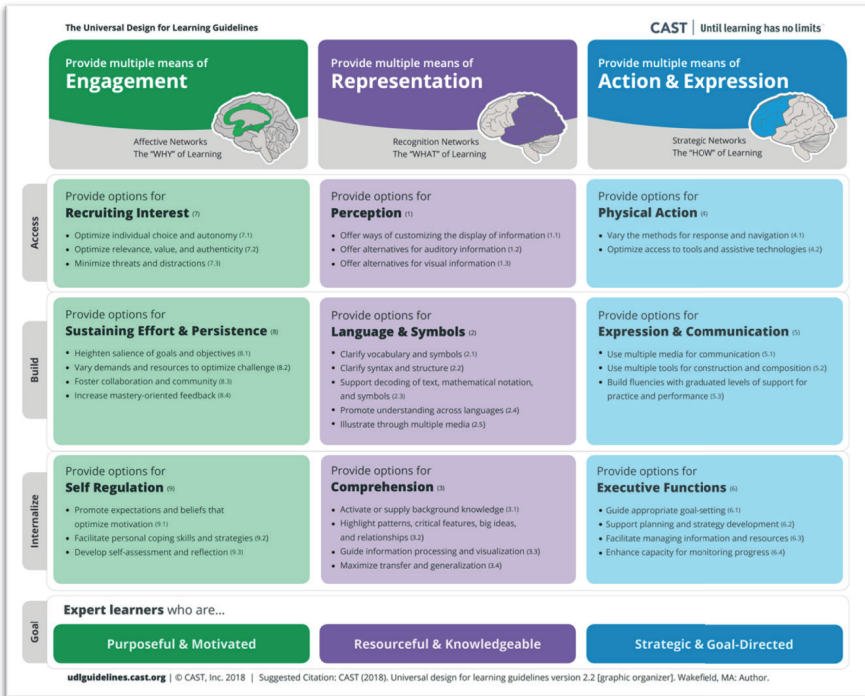 The Universal Design for Learning Guidelines
CAST | Until learning has no limits
Provide multiple means of
Engagement
Affective Networks
The "WHY" of Learning
Provide multiple means of
Representation
Recognition Networks
The "WHAT" of Learning
Provide multiple means of
Action & Expression
Strategic Networks
The "HOW" of Learning
Access
Provide options for
Recruiting Interest (7)
• Optimize individual choice and autonomy (7.1)
• Optimize relevance, value, and authenticity (7.2)
• Minimize threats and distractions (7.3)
Provide options for
Perception (1)
• Offer ways of customizing the display of information (1.1)
• Offer alternatives for auditory information (1.2)
• Offer alternatives for visual information (1.3)
Provide options for
Physical Action (4)
• Vary the methods for response and navigation (4.1)
• Optimize access to tools and assistive technologies (4.2)
Build
Provide options for
Sustaining Effort & Persistence (8)
• Heighten salience of goals and objectives (8.1)
• Vary demands and resources to optimize challenge (8.2)
• Foster collaboration and community (8.3)
• Increase mastery-oriented feedback (8.4)
Provide options for
Language & Symbols (2)
• Clarify vocabulary and symbols (2.1)
• Clarify syntax and structure (2.2)
• Support decoding of text, mathematical notation,
and symbols (2.3)
• Promote understanding across languages (2.4)
• Illustrate through multiple media (2.5)
Provide options for
Expression & Communication (5)
• Use multiple media for communication (5.1)
• Use multiple tools for construction and composition (5.2)
• Build fluencies with graduated levels of support for
practice and performance (5.3)
Internalize
Provide options for
Self Regulation (9)
• Promote expectations and beliefs that
optimize motivation (9.1)
• Facilitate personal coping skills and strategies (9.2)
• Develop self-assessment and reflection (9.3)
Provide options for
Comprehension (3)
• Activate or supply background knowledge (3.1)
• Highlight patterns, critical features, big ideas,
and relationships (3.2)
• Guide information processing and visualization (3.3)
• Maximize transfer and generalization (3.4)
Provide options for
Executive Functions (6)
• Guide appropriate goal-setting (6.1)
• Support planning and strategy development (6.2)
• Facilitate managing information and resources (6.3)
• Enhance capacity for monitoring progress (6.4)
Goal
Expert learners who are...
Purposeful & Motivated
Resourceful & Knowledgeable
Strategic & Goal-Directed
udlguidelines.cast.org | © CAST, Inc. 2018 | Suggested Citation: CAST (2018). Universal design for learning guidelines version 2.2 [graphic organizer]. Wakefield, MA: Author.